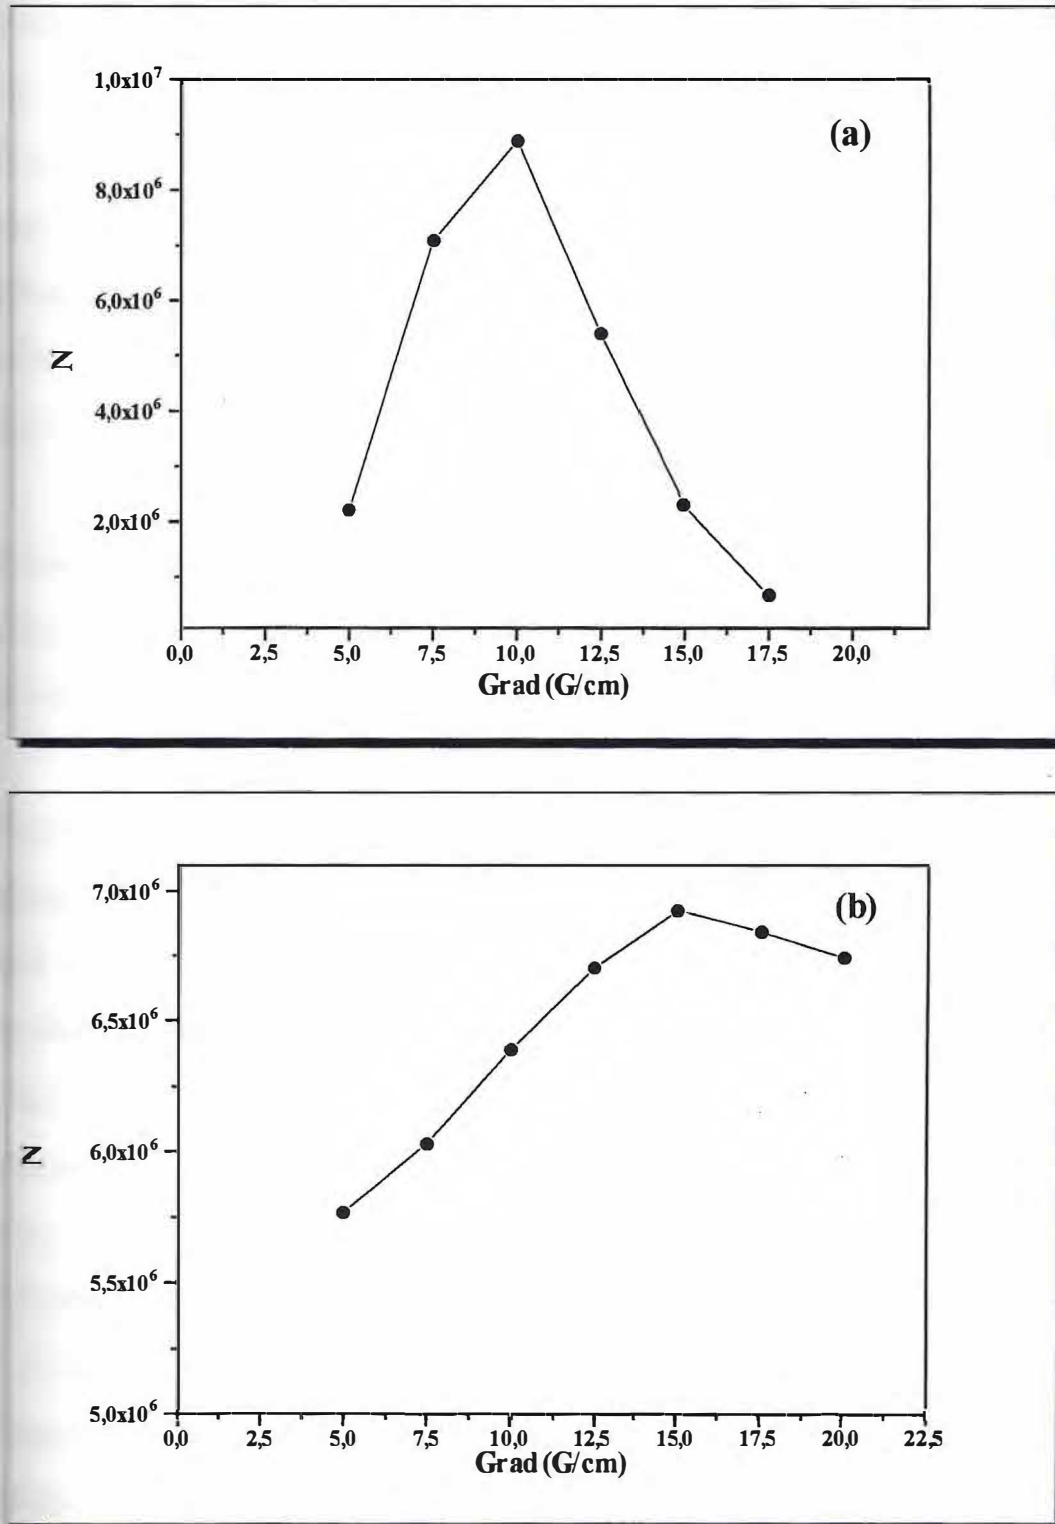 1,0x10⁷
(a)
8,0x10⁶
6,0x10⁶
N
4,0x10⁶
2,0x10⁶
0,0 2,5 5,0 7,5 10,0 12,5 15,0 17,5 20,0
Grad (G/cm)
7,0x10⁶
(b)
6,5x10⁶
6,0x10⁶
N
5,5x10⁶
5,0x10⁶
0,0 2,5 5,0 7,5 10,0 12,5 15,0 17,5 20,0 22,5
Grad (G/cm)